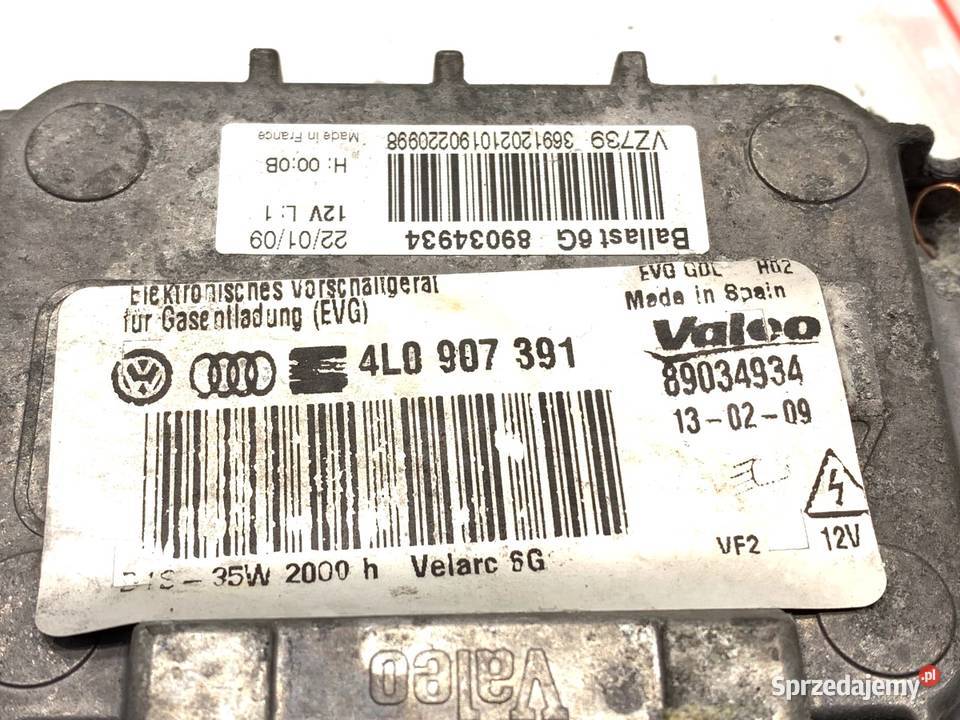 VZ739 369120210190220998 Made in France
H: 00:0B
12V L: 1
Ballast 6G 89034934 22/01/09
Elektronisches Vorschaltgerät
für Gasentladung (EVG)
4L0 907 391
EVG GDL H02
Made in Spain
Valeo
89034934
13-02-09
VF2 12V
D1S-35W 2000 h Velarc 6G
Valeo
Sprzedajemy.pl